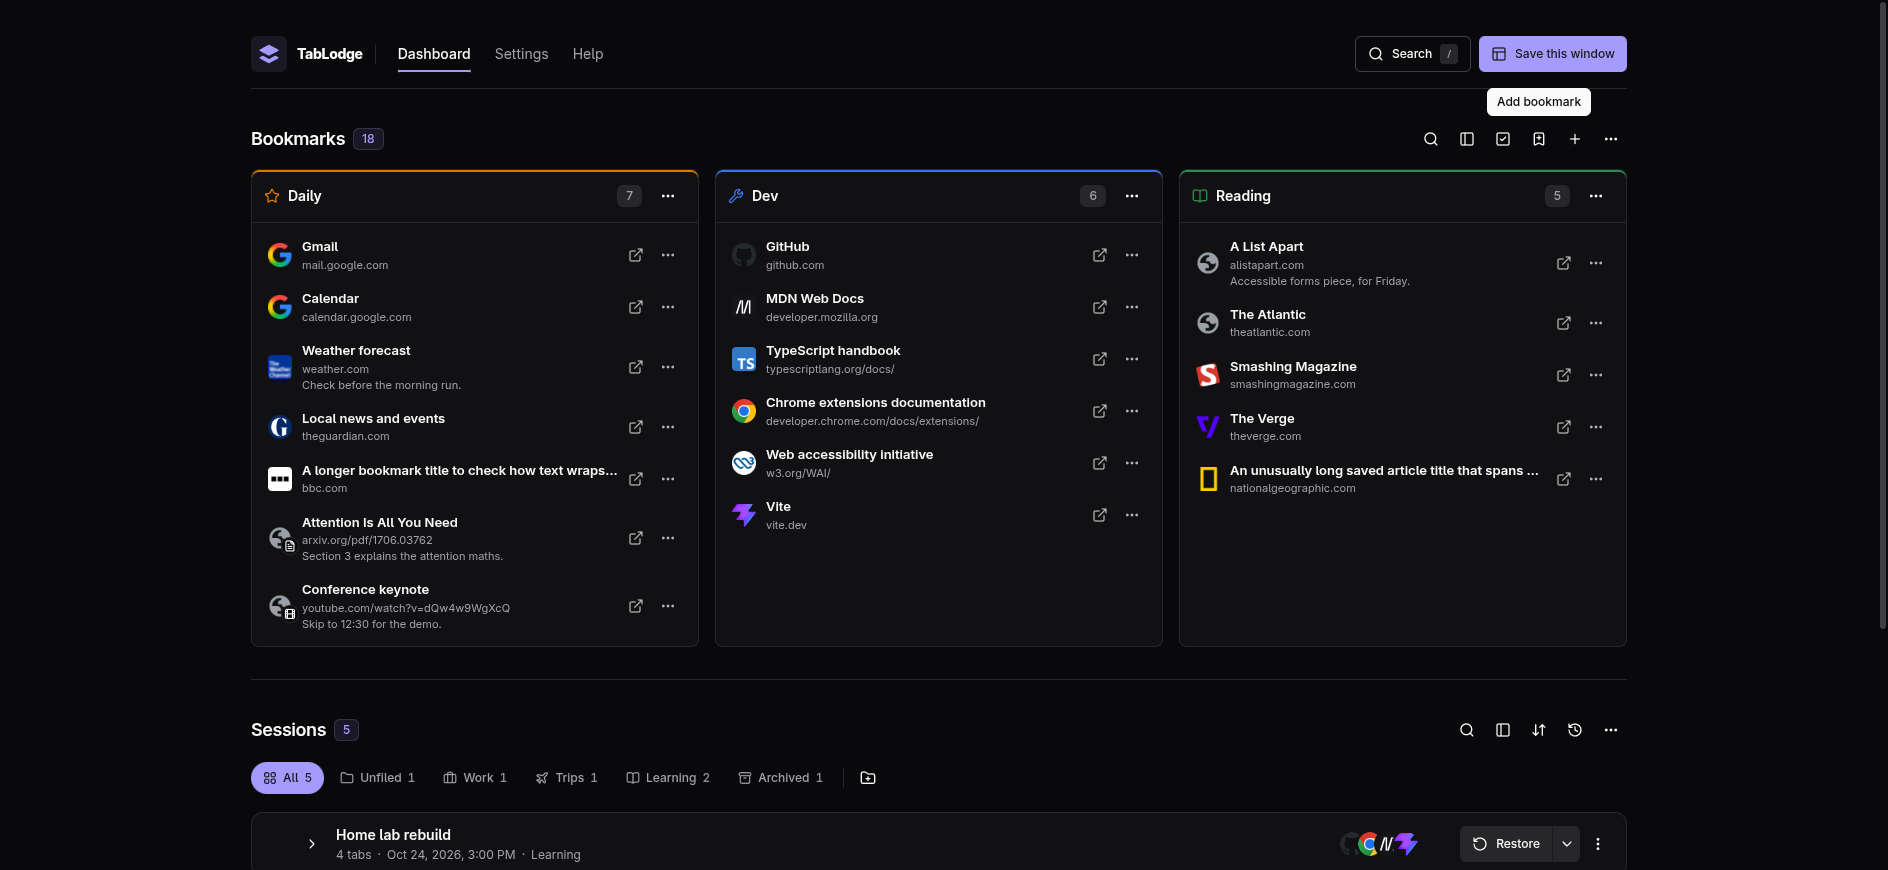 TabLodge
Dashboard
Settings
Help
Search /
Save this window
Add bookmark
Bookmarks 18
Daily 7
Gmail
mail.google.com
Calendar
calendar.google.com
Weather forecast
weather.com
Check before the morning run.
Local news and events
theguardian.com
A longer bookmark title to check how text wraps...
bbc.com
Attention Is All You Need
arxiv.org/pdf/1706.03762
Section 3 explains the attention maths.
Conference keynote
youtube.com/watch?v=dQw4w9WgXcQ
Skip to 12:30 for the demo.
Dev 6
GitHub
github.com
MDN Web Docs
developer.mozilla.org
TS
TypeScript handbook
typescriptlang.org/docs/
Chrome extensions documentation
developer.chrome.com/docs/extensions/
Web accessibility initiative
w3.org/WAI/
Vite
vite.dev
Reading 5
A List Apart
alistapart.com
Accessible forms piece, for Friday.
The Atlantic
theatlantic.com
Smashing Magazine
smashingmagazine.com
The Verge
theverge.com
An unusually long saved article title that spans ...
nationalgeographic.com
Sessions 5
All 5
Unfiled 1
Work 1
Trips 1
Learning 2
Archived 1
Home lab rebuild
4 tabs · Oct 24, 2026, 3:00 PM · Learning
Restore